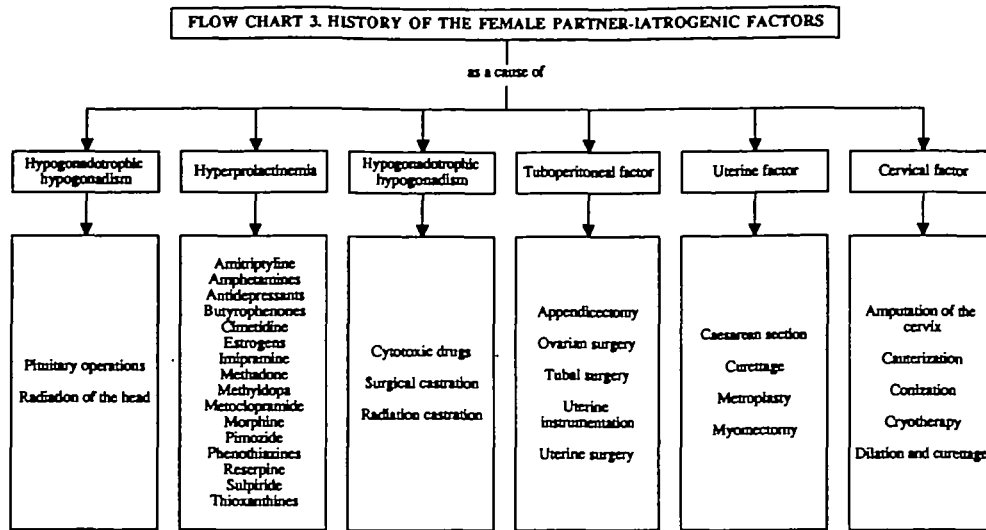 FLOW CHART 3. HISTORY OF THE FEMALE PARTNER-IATROGENIC FACTORS
as a cause of
Hypogonadotrophic
hypogonadism
Hyperprolactinemia
Hypogonadotrophic
hypogonadism
Tuboperitoneal factor
Uterine factor
Cervical factor
Pituitary operations
Radiation of the head
Amitriptyline
Amphetamines
Antidepressants
Butyrophenones
Cimetidine
Estrogens
Imipramine
Methadone
Methyldopa
Metoclopramide
Morphine
Pimozide
Phenothiazines
Reserpine
Sulpiride
Thioxanthines
Cytotoxic drugs
Surgical castration
Radiation castration
Appendicectomy
Ovarian surgery
Tubal surgery
Uterine
instrumentation
Uterine surgery
Caesarean section
Curettage
Metroplasty
Myomectomy
Amputation of the
cervix
Cauterization
Conization
Cryotherapy
Dilation and curettage